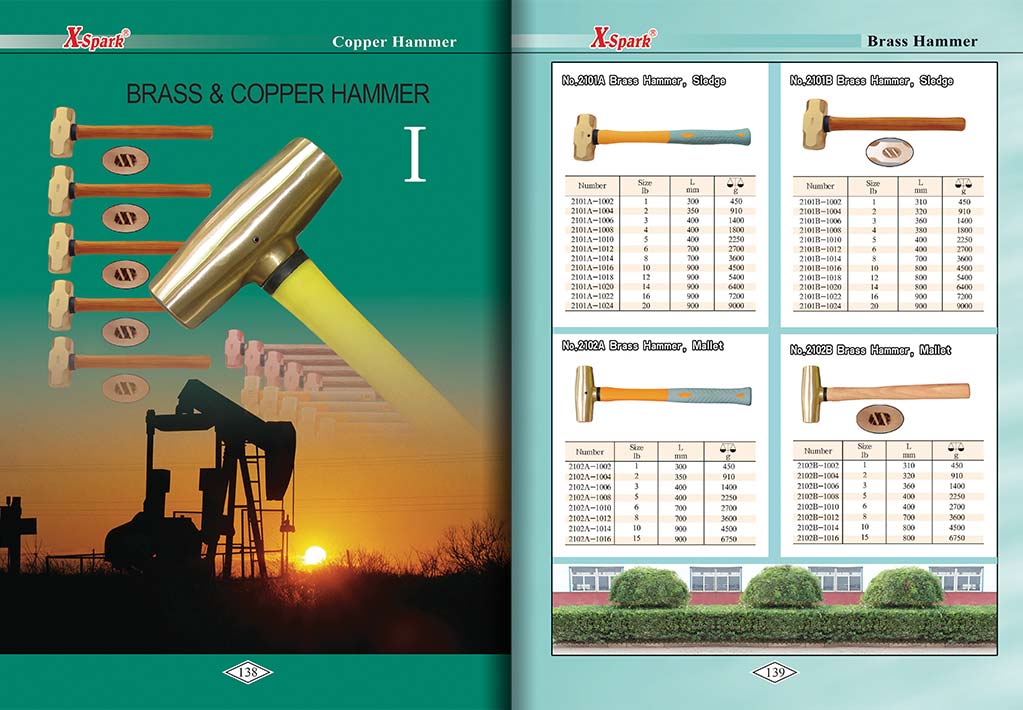 X-Spark®
Copper Hammer
BRASS & COPPER HAMMER
I
138
X-Spark®
Brass Hammer
No.2101A Brass Hammer, Sledge
Number Size lb L mm g
2101A-1002 1 300 450
2101A-1004 2 350 910
2101A-1006 3 400 1400
2101A-1008 4 400 1800
2101A-1010 5 400 2250
2101A-1012 6 700 2700
2101A-1014 8 700 3600
2101A-1016 10 900 4500
2101A-1018 12 900 5400
2101A-1020 14 900 6400
2101A-1022 16 900 7200
2101A-1024 20 900 9000
No.2101B Brass Hammer, Sledge
Number Size lb L mm g
2101B-1002 1 310 450
2101B-1004 2 320 910
2101B-1006 3 360 1400
2101B-1008 4 380 1800
2101B-1010 5 400 2250
2101B-1012 6 400 2700
2101B-1014 8 700 3600
2101B-1016 10 800 4500
2101B-1018 12 800 5400
2101B-1020 14 800 6400
2101B-1022 16 900 7200
2101B-1024 20 900 9000
No.2102A Brass Hammer, Mallet
Number Size lb L mm g
2102A-1002 1 300 450
2102A-1004 2 350 910
2102A-1006 3 400 1400
2102A-1008 5 400 2250
2102A-1010 6 700 2700
2102A-1012 8 700 3600
2102A-1014 10 900 4500
2102A-1016 15 900 6750
No.2102B Brass Hammer, Mallet
Number Size lb L mm g
2102B-1002 1 310 450
2102B-1004 2 320 910
2102B-1006 3 360 1400
2102B-1008 5 400 2250
2102B-1010 6 400 2700
2102B-1012 8 700 3600
2102B-1014 10 800 4500
2102B-1016 15 800 6750
139